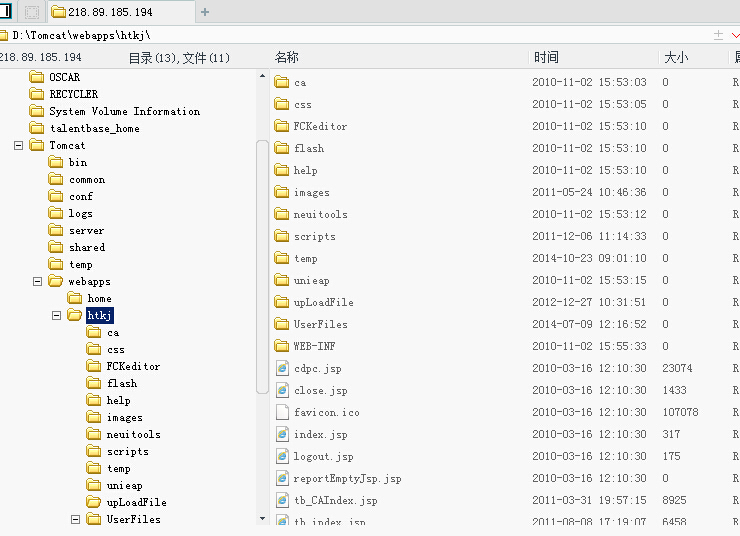 218.89.185.194
D:\Tomcat\webapps\htkj\
218.89.185.194 目录(13),文件(11)
名称 时间 大小
OSCAR
RECYCLER
System Volume Information
talentbase_home
Tomcat
bin
common
conf
logs
server
shared
temp
webapps
home
htkj
ca
css
FCKeditor
flash
help
images
neuitools
scripts
temp
unieap
upLoadFile
UserFiles
ca 2010-11-02 15:53:03 0 R
css 2010-11-02 15:53:05 0 R
FCKeditor 2010-11-02 15:53:10 0 R
flash 2010-11-02 15:53:10 0 R
help 2010-11-02 15:53:10 0 R
images 2011-05-24 10:46:36 0 R
neuitools 2010-11-02 15:53:12 0 R
scripts 2011-12-06 11:14:33 0 R
temp 2014-10-23 09:01:10 0 R
unieap 2010-11-02 15:53:15 0 R
upLoadFile 2012-12-27 10:31:51 0 R
UserFiles 2014-07-09 12:16:52 0 R
WEB-INF 2010-11-02 15:55:33 0 R
cdpc.jsp 2010-03-16 12:10:30 23074 R
close.jsp 2010-03-16 12:10:30 1433 R
favicon.ico 2010-03-16 12:10:30 107078 R
index.jsp 2010-03-16 12:10:30 317 R
logout.jsp 2010-03-16 12:10:30 175 R
reportEmptyJsp.jsp 2010-03-16 12:10:30 0 R
tb_CAIndex.jsp 2011-03-31 19:57:15 8925 R
tb_index.jsp 2011-08-08 17:19:07 6458 R